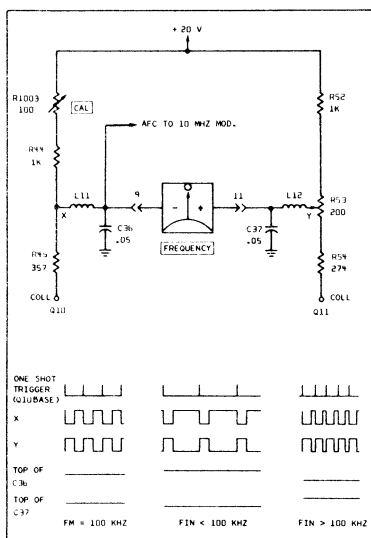 + 20 V
R1003
100
CAL
R52
1K
AFC TO 10 MHZ MOD.
R44
1K
L11
9
- +
11
L12
R53
200
X
Y
C36
.05
C37
.05
FREQUENCY
R45
357
R54
274
COLL
Q10
COLL
Q11
ONE SHOT
TRIGGER
(Q10BASE)
X
Y
TOP OF
C36
TOP OF
C37
FM = 100 KHZ
FIN < 100 KHZ
FIN > 100 KHZ